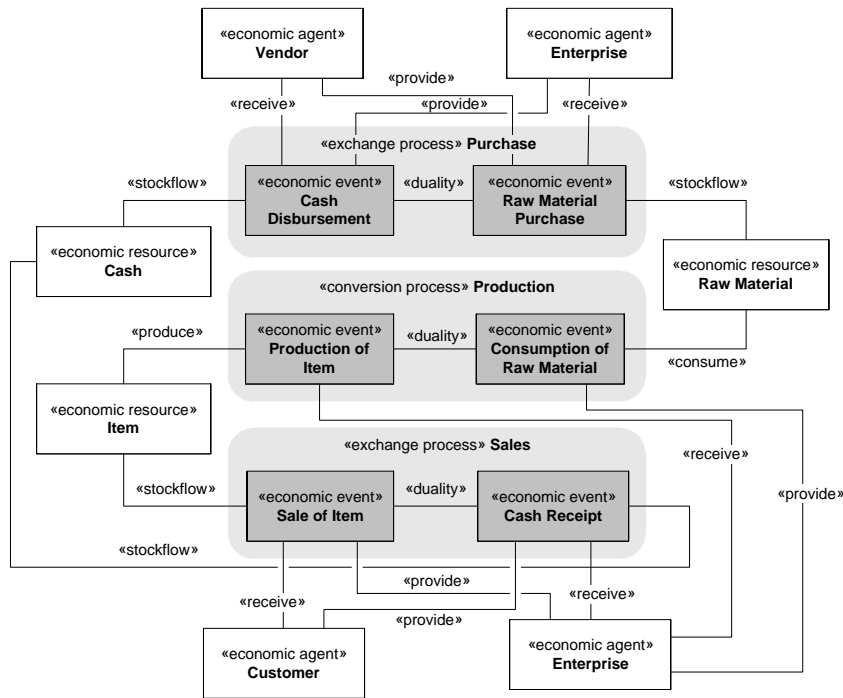 «economic agent»
Vendor
«economic agent»
Enterprise
«provide»
«receive»
«provide»
«receive»
«exchange process» Purchase
«stockflow»
«economic event»
Cash
Disbursement
«duality»
«economic event»
Raw Material
Purchase
«stockflow»
«economic resource»
Cash
«economic resource»
Raw Material
«conversion process» Production
«produce»
«economic event»
Production of
Item
«duality»
«economic event»
Consumption of
Raw Material
«consume»
«economic resource»
Item
«exchange process» Sales
«receive»
«provide»
«stockflow»
«economic event»
Sale of Item
«duality»
«economic event»
Cash Receipt
«stockflow»
«provide»
«receive»
«receive»
«provide»
«economic agent»
Customer
«economic agent»
Enterprise